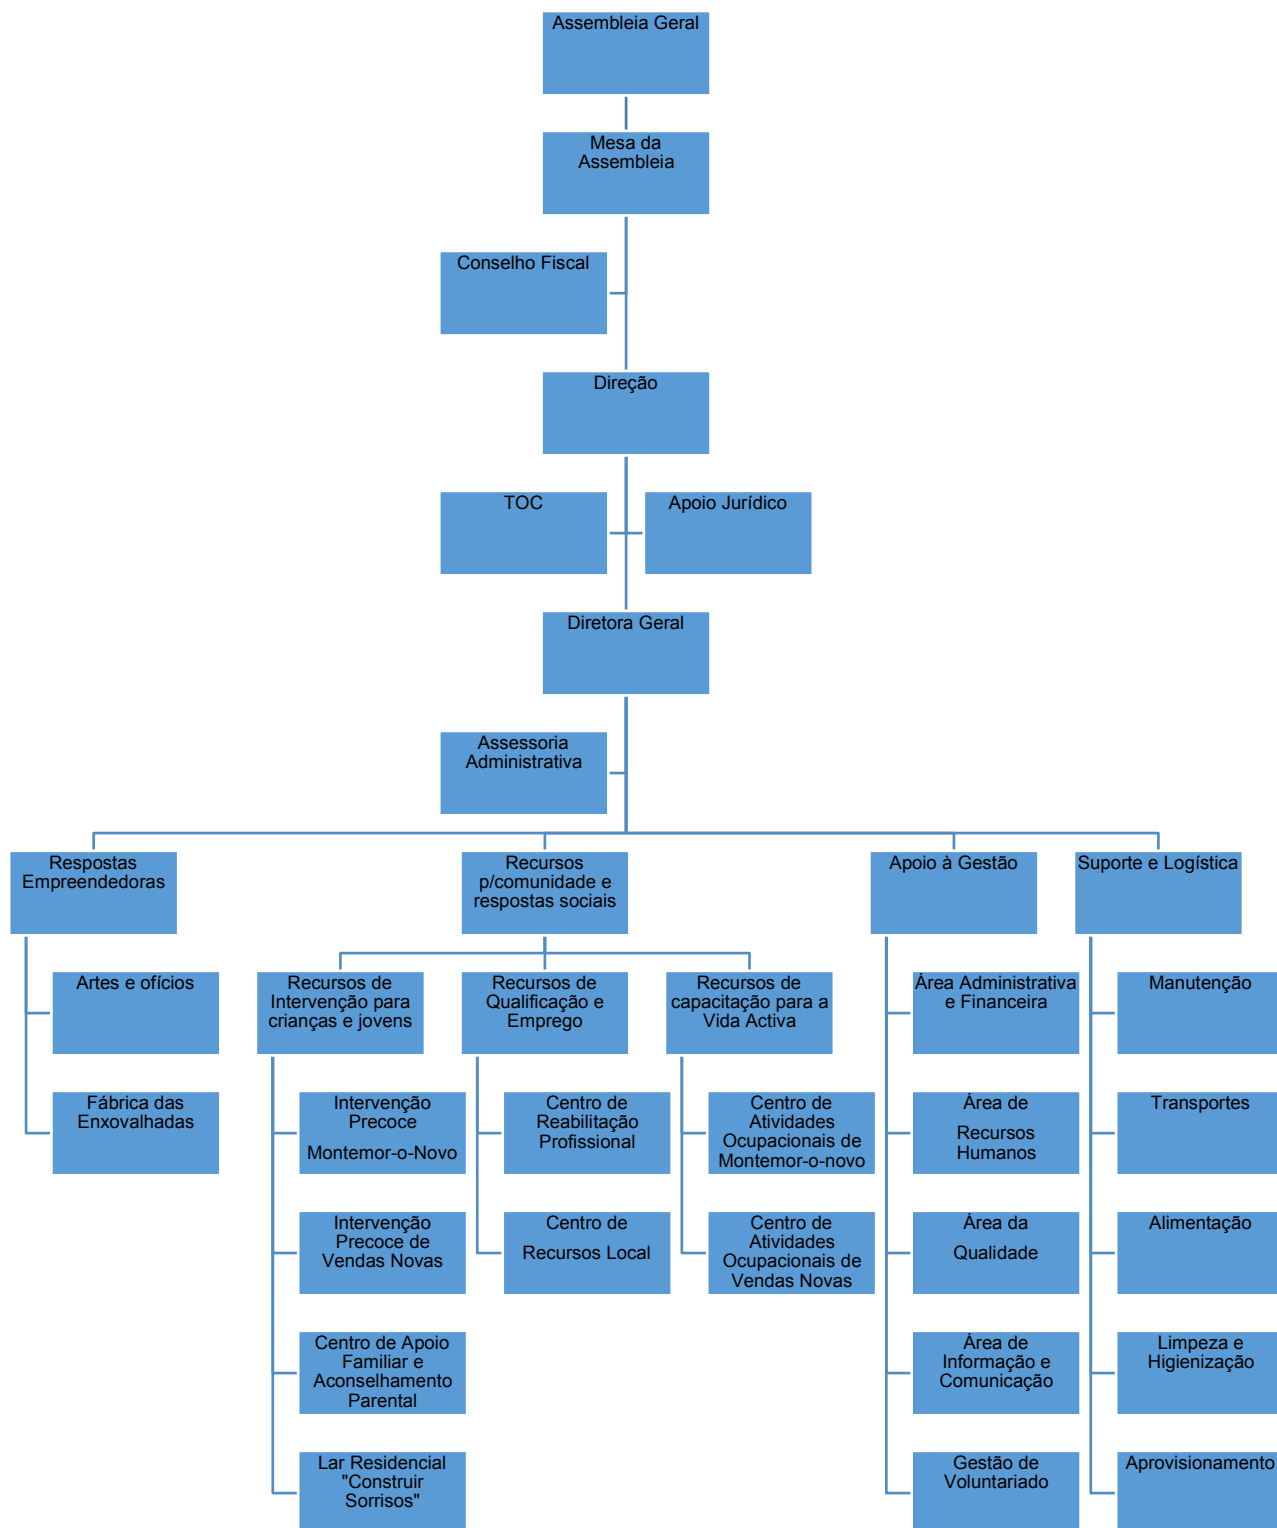 Assembleia Geral
Mesa da
Assembleia
Conselho Fiscal
Direção
TOC
Apoio Jurídico
Diretora Geral
Assessoria
Administrativa
Respostas
Empreendedoras
Recursos
p/comunidade e
respostas sociais
Apoio à Gestão
Suporte e Logística
Artes e ofícios
Fábrica das
Enxovalhadas
Recursos de
Intervenção para
crianças e jovens
Intervenção
Precoce
Montemor-o-Novo
Intervenção
Precoce de
Vendas Novas
Centro de Apoio
Familiar e
Aconselhamento
Parental
Lar Residencial
"Construir
Sorrisos"
Recursos de
Qualificação e
Emprego
Centro de
Reabilitação
Profissional
Centro de
Recursos Local
Recursos de
capacitação para a
Vida Activa
Centro de
Atividades
Ocupacionais de
Montemor-o-novo
Centro de
Atividades
Ocupacionais de
Vendas Novas
Área Administrativa
e Financeira
Área de
Recursos
Humanos
Área da
Qualidade
Área de
Informação e
Comunicação
Gestão de
Voluntariado
Manutenção
Transportes
Alimentação
Limpeza e
Higienização
Aprovisionamento